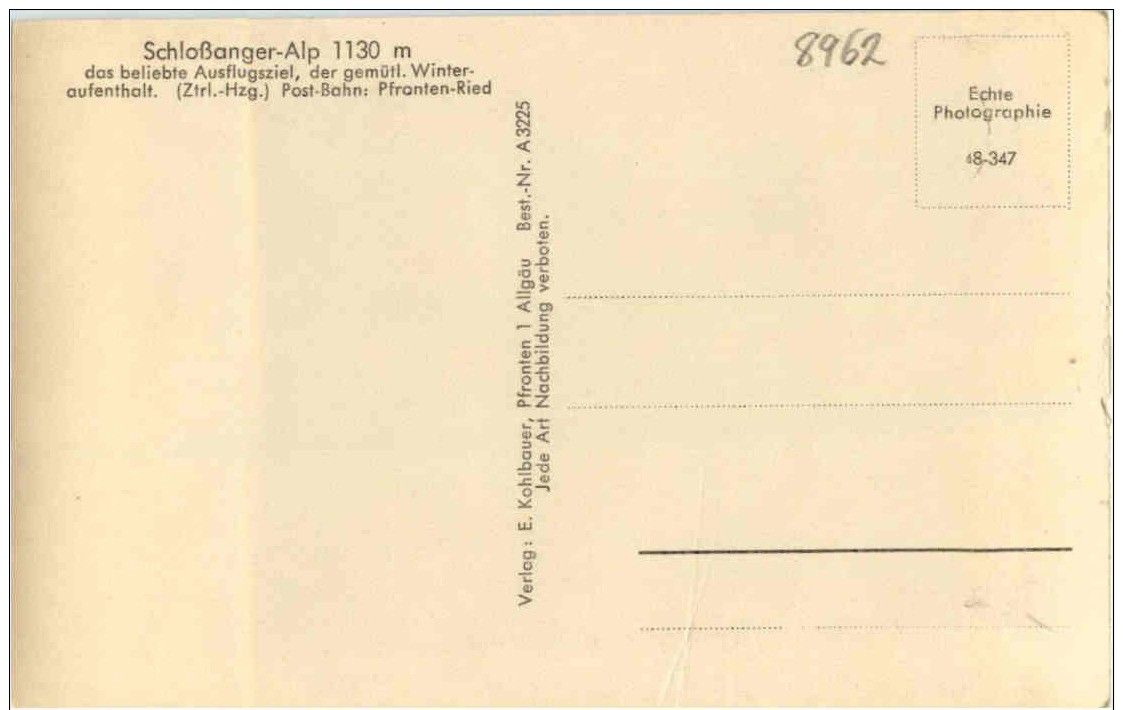 Schloßanger-Alp 1130 m
das beliebte Ausflugsziel, der gemütl. Winter-
aufenthalt. (Ztrl.-Hzg.) Post-Bahn: Pfronten-Ried
8962
Echte
Photographie
48-347
Verlag: E. Kohlbauer, Pfronten 1 Allgäu Best.-Nr. A3225
Jede Art Nachbildung verboten.